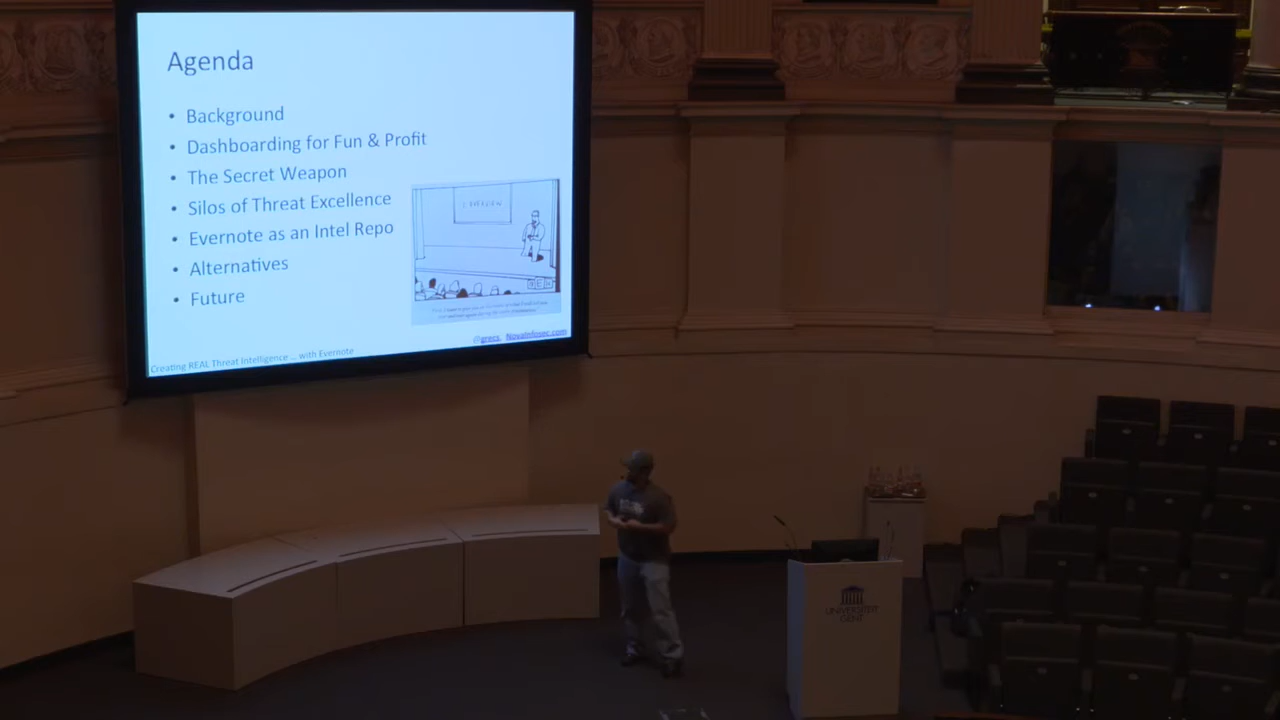 Agenda
• Background
• Dashboarding for Fun & Profit
• The Secret Weapon
• Silos of Threat Excellence
• Evernote as an Intel Repo
• Alternatives
• Future
@grecs, NovaInfosec.com
Creating REAL Threat Intelligence ... with Evernote
UNIVERSITEIT
GENT